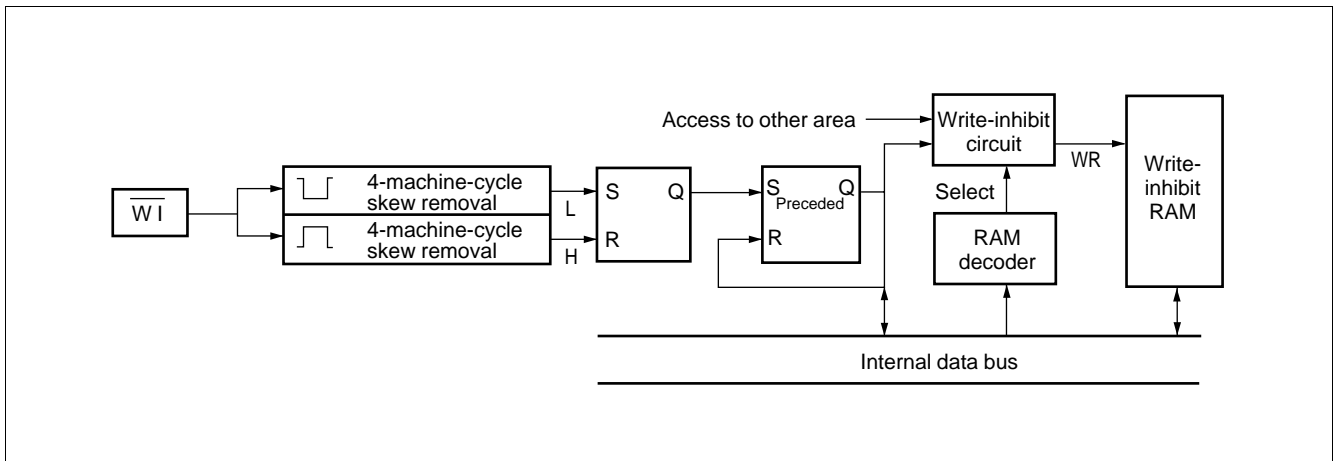 Access to other area
Write-inhibit
circuit
WR
Write-
inhibit
RAM
WI
4-machine-cycle
skew removal
L
4-machine-cycle
skew removal
H
S
Q
R
S
Q
Preceded
R
Select
RAM
decoder
Internal data bus